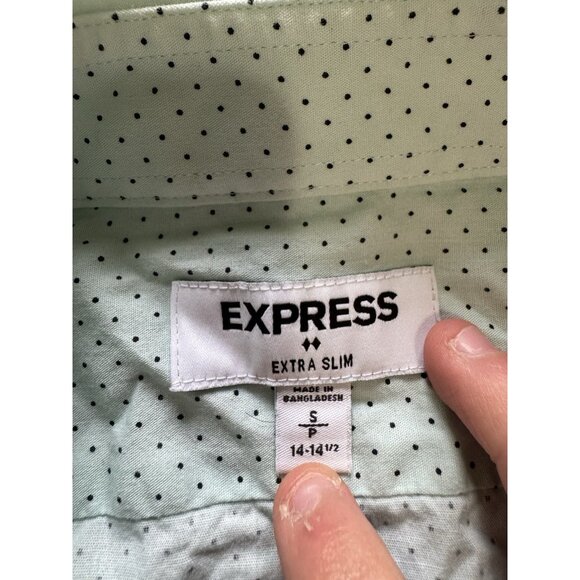 EXPRESS
EXTRA SLIM
MADE IN
BANGLADESH
S
P
14-14 1/2